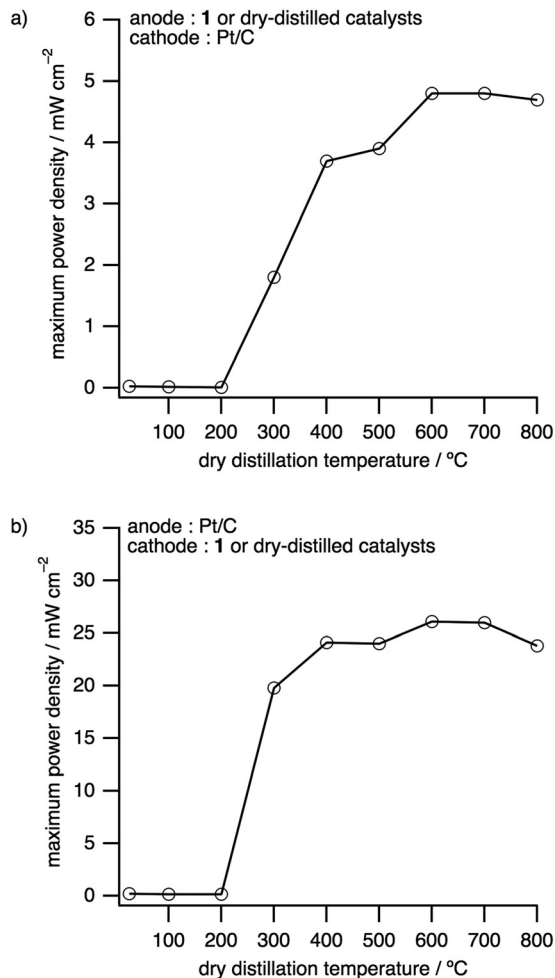 a)
anode : 1 or dry-distilled catalysts
cathode : Pt/C
maximum power density / mW cm⁻²
6
5
4
3
2
1
0
100 200 300 400 500 600 700 800
dry distillation temperature / ºC
b)
anode : Pt/C
cathode : 1 or dry-distilled catalysts
maximum power density / mW cm⁻²
35
30
25
20
15
10
5
0
100 200 300 400 500 600 700 800
dry distillation temperature / ºC